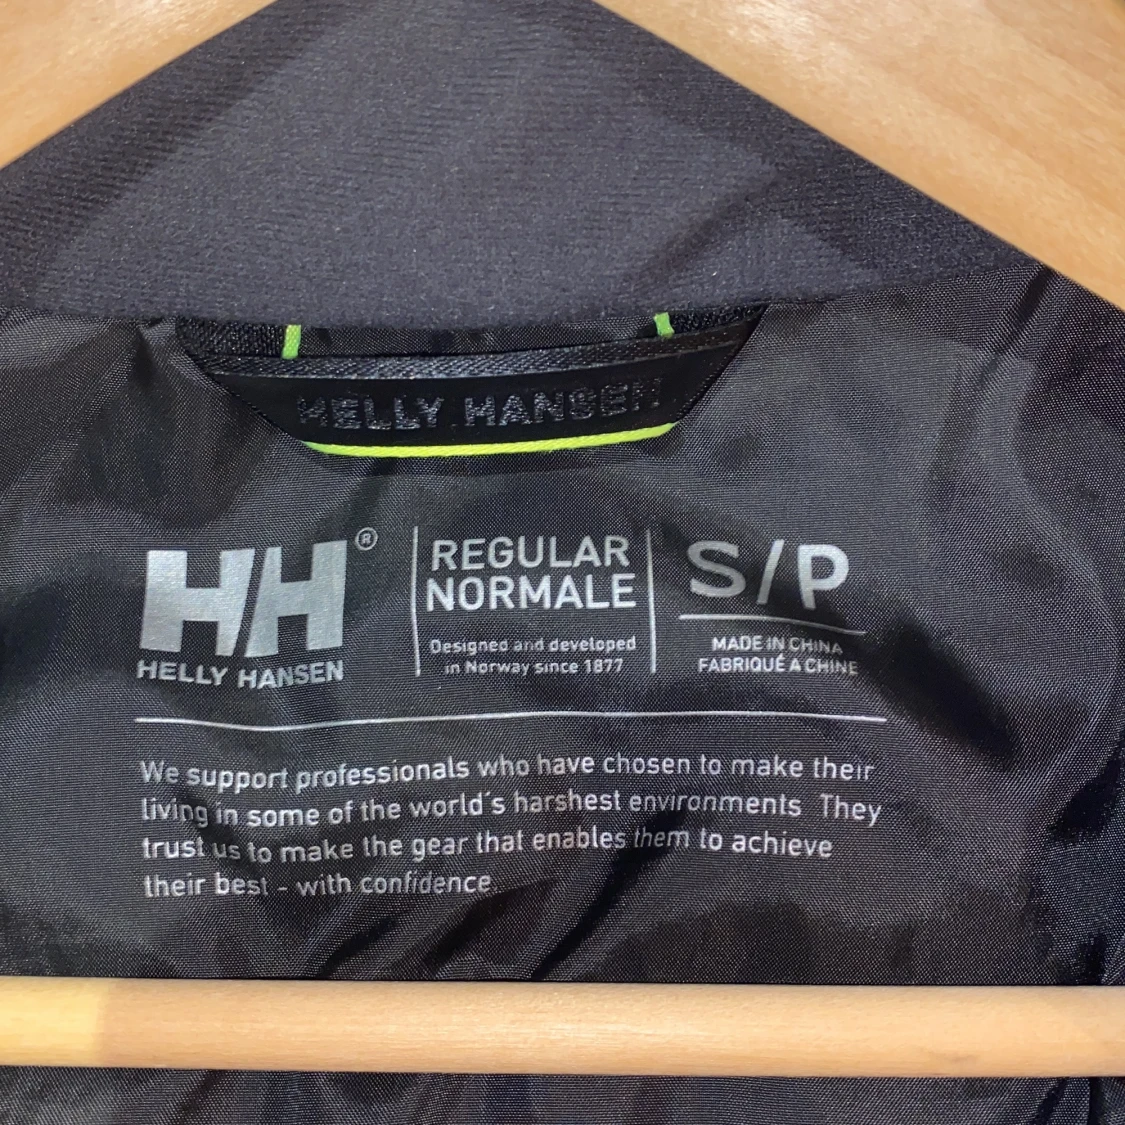 HELLY HANSEN
HH®
HELLY HANSEN
REGULAR
NORMALE
Designed and developed
in Norway since 1877
S/P
MADE IN CHINA
FABRIQUÉ A CHINE
We support professionals who have chosen to make their
living in some of the world's harshest environments They
trust us to make the gear that enables them to achieve
their best - with confidence